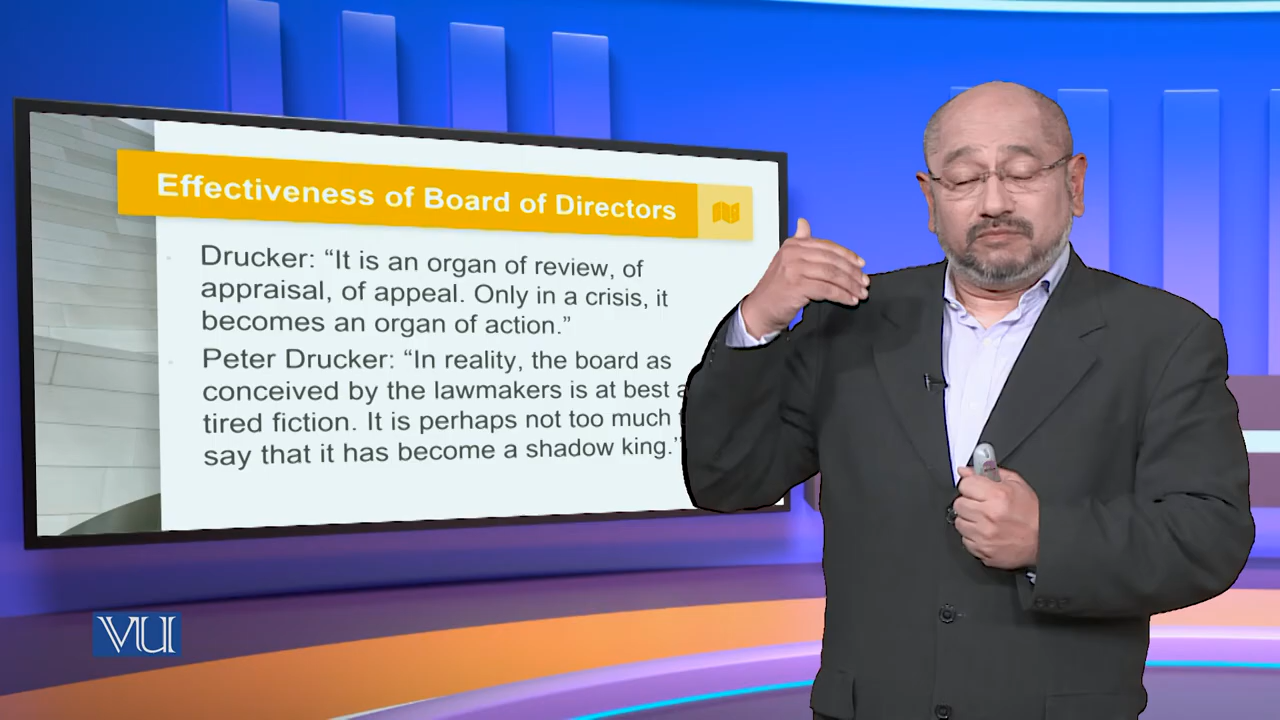 Effectiveness of Board of Directors
Drucker: “It is an organ of review, of
appraisal, of appeal. Only in a crisis, it
becomes an organ of action.”
Peter Drucker: “In reality, the board as
conceived by the lawmakers is at best a
tired fiction. It is perhaps not too much
say that it has become a shadow king.”
VU